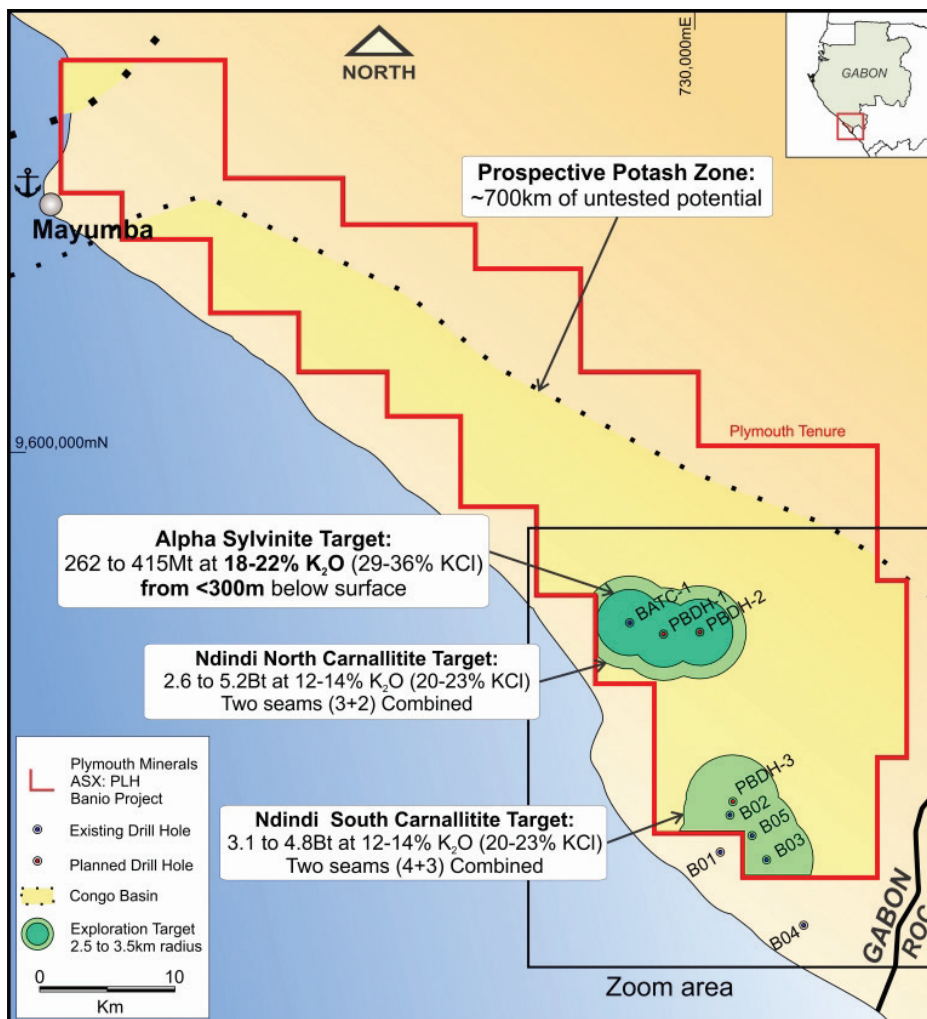 NORTH
730,000mE
GABON
Prospective Potash Zone:
~700km of untested potential
Mayumba
9,600,000mN
Plymouth Tenure
Alpha Sylvinite Target:
262 to 415Mt at 18-22% K₂O (29-36% KCl)
from <300m below surface
BATC-1
PBDH-1
PBDH-2
Ndindi North Carnallitite Target:
2.6 to 5.2Bt at 12-14% K₂O (20-23% KCl)
Two seams (3+2) Combined
PBDH-3
B02
B05
B03
Ndindi South Carnallitite Target:
3.1 to 4.8Bt at 12-14% K₂O (20-23% KCl)
Two seams (4+3) Combined
B01
B04
GABON
ROC
Zoom area
Plymouth Minerals
ASX: PLH
Banio Project
Existing Drill Hole
Planned Drill Hole
Congo Basin
Exploration Target
2.5 to 3.5km radius
0 10
Km